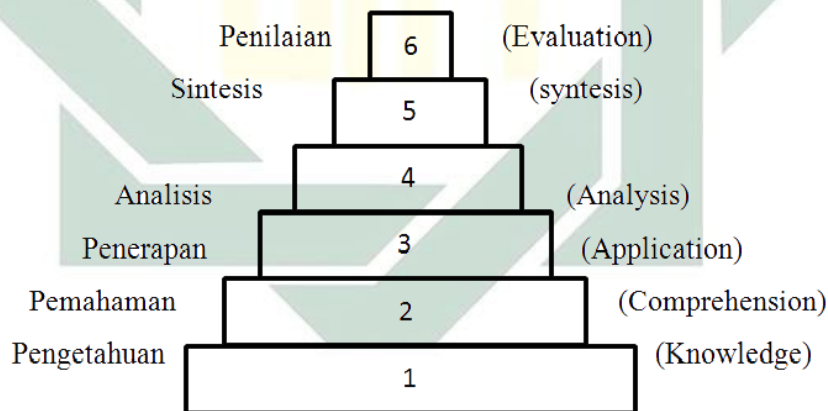 Penilaian 6 (Evaluation)
Sintesis 5 (syntesis)
Analisis 4 (Analysis)
Penerapan 3 (Application)
Pemahaman 2 (Comprehension)
Pengetahuan 1 (Knowledge)